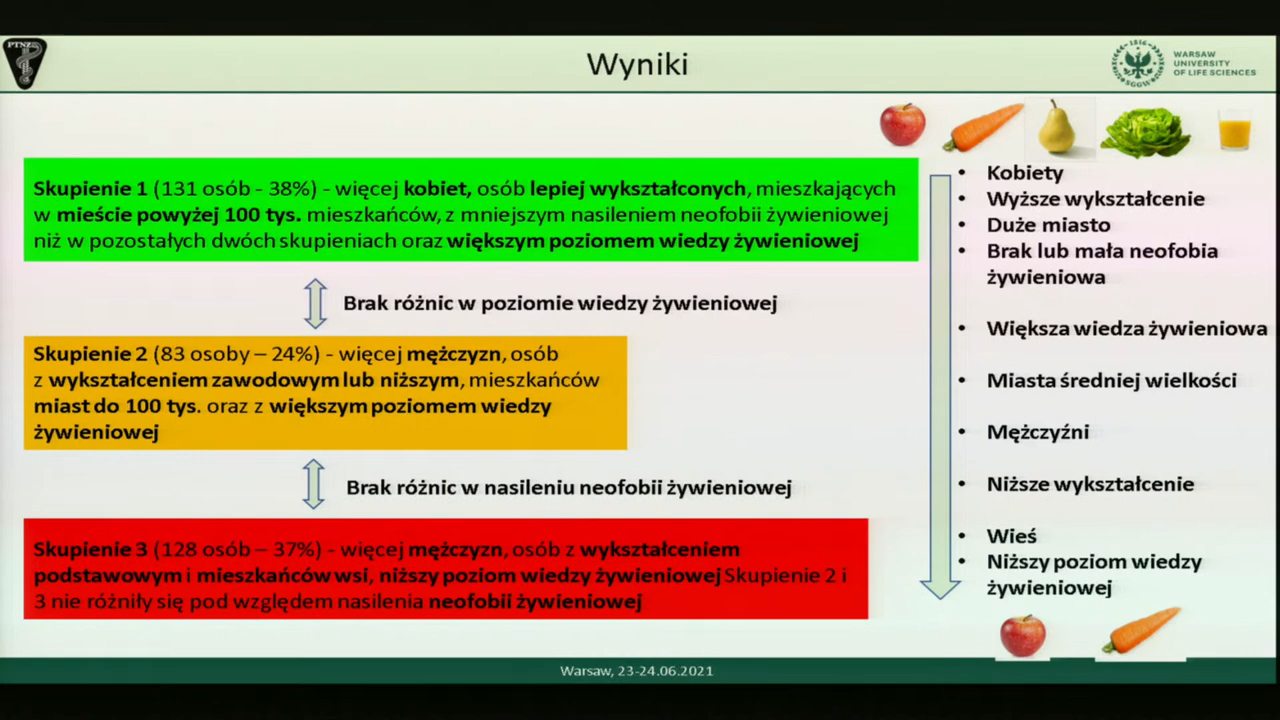 PTNŻ
Wyniki
1816
SGGW
WARSAW
UNIVERSITY
OF LIFE SCIENCES
Skupienie 1 (131 osób - 38%) - więcej kobiet, osób lepiej wykształconych, mieszkających
w mieście powyżej 100 tys. mieszkańców, z mniejszym nasileniem neofobii żywieniowej
niż w pozostałych dwóch skupieniach oraz większym poziomem wiedzy żywieniowej
Brak różnic w poziomie wiedzy żywieniowej
Skupienie 2 (83 osoby – 24%) - więcej mężczyzn, osób
z wykształceniem zawodowym lub niższym, mieszkańców
miast do 100 tys. oraz z większym poziomem wiedzy
żywieniowej
Brak różnic w nasileniu neofobii żywieniowej
Skupienie 3 (128 osób – 37%) - więcej mężczyzn, osób z wykształceniem
podstawowym i mieszkańców wsi, niższy poziom wiedzy żywieniowej Skupienie 2 i
3 nie różniły się pod względem nasilenia neofobii żywieniowej
• Kobiety
• Wyższe wykształcenie
• Duże miasto
• Brak lub mała neofobia
żywieniowa
• Większa wiedza żywieniowa
• Miasta średniej wielkości
• Mężczyźni
• Niższe wykształcenie
• Wieś
• Niższy poziom wiedzy
żywieniowej
Warsaw, 23-24.06.2021